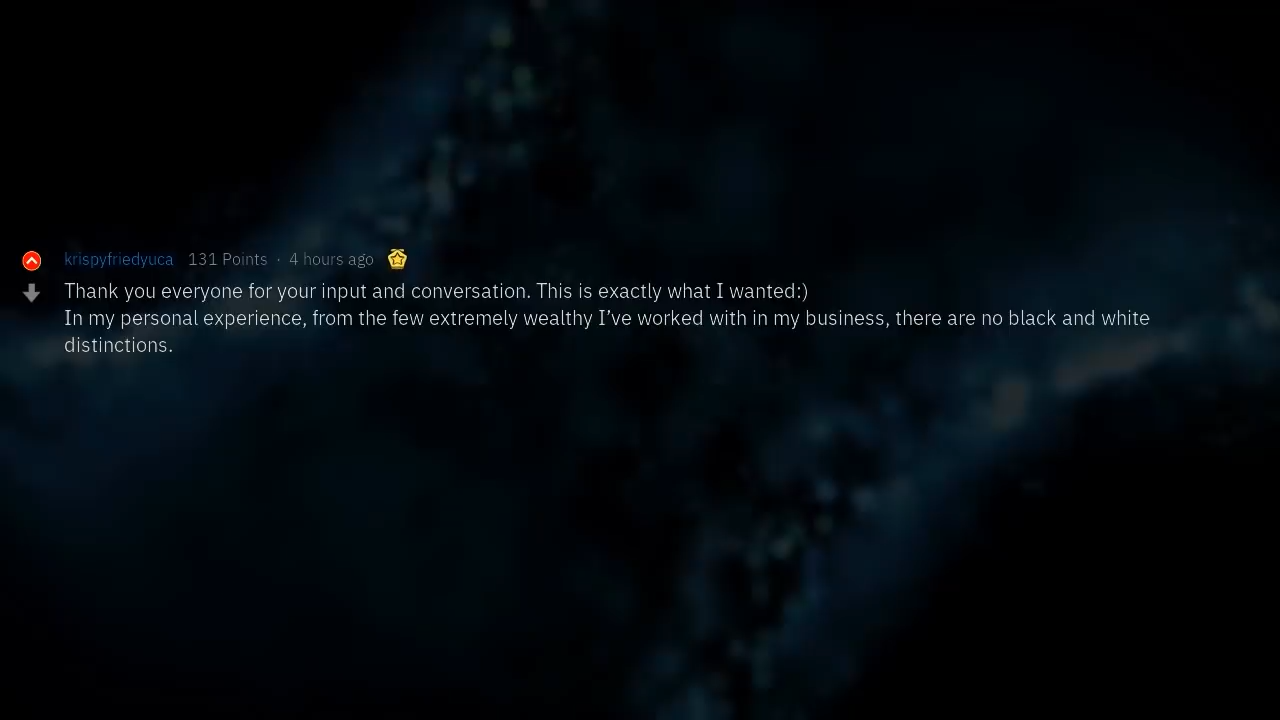 krispyfriedyuca 131 Points · 4 hours ago
Thank you everyone for your input and conversation. This is exactly what I wanted:)
In my personal experience, from the few extremely wealthy I’ve worked with in my business, there are no black and white
distinctions.